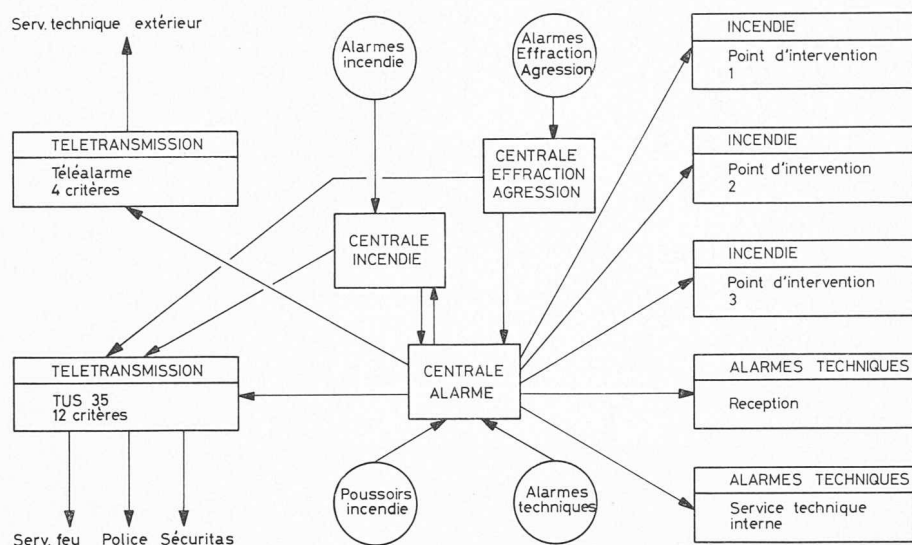 Serv. technique extérieur
Alarmes
incendie
Alarmes
Effraction
Agression
INCENDIE
Point d'intervention
1
TELETRANSMISSION
Téléalarme
4 critères
CENTRALE
EFFRACTION
AGRESSION
INCENDIE
Point d'intervention
2
CENTRALE
INCENDIE
INCENDIE
Point d'intervention
3
TELETRANSMISSION
TUS 35
12 critères
CENTRALE
ALARME
ALARMES TECHNIQUES
Reception
Poussoirs
incendie
Alarmes
techniques
ALARMES TECHNIQUES
Service technique
interne
Serv. feu Police Sécuritas